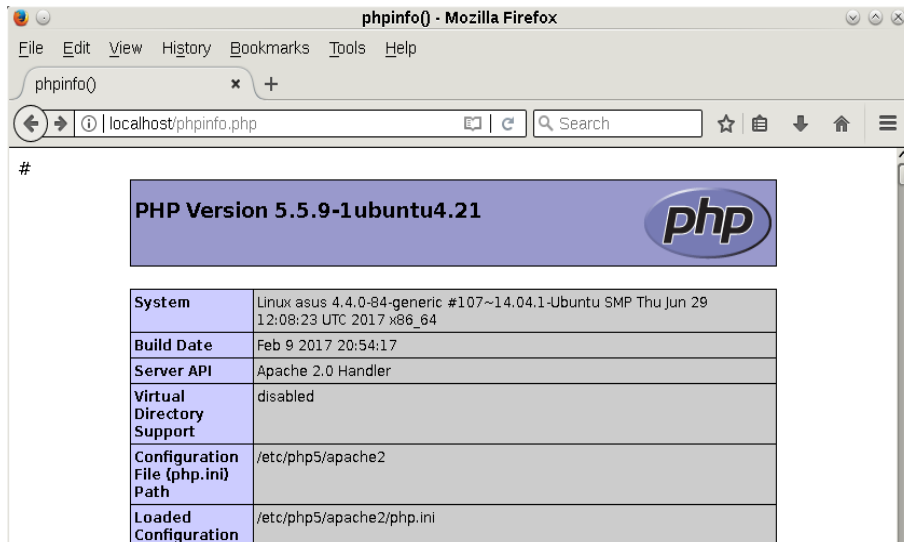 phpinfo() - Mozilla Firefox
File Edit View History Bookmarks Tools Help
phpinfo()
localhost/phpinfo.php
Search
#
PHP Version 5.5.9-1ubuntu4.21
php
System
Linux asus 4.4.0-84-generic #107~14.04.1-Ubuntu SMP Thu Jun 29
12:08:23 UTC 2017 x86_64
Build Date
Feb 9 2017 20:54:17
Server API
Apache 2.0 Handler
Virtual
Directory
Support
disabled
Configuration
File (php.ini)
Path
/etc/php5/apache2
Loaded
Configuration
/etc/php5/apache2/php.ini